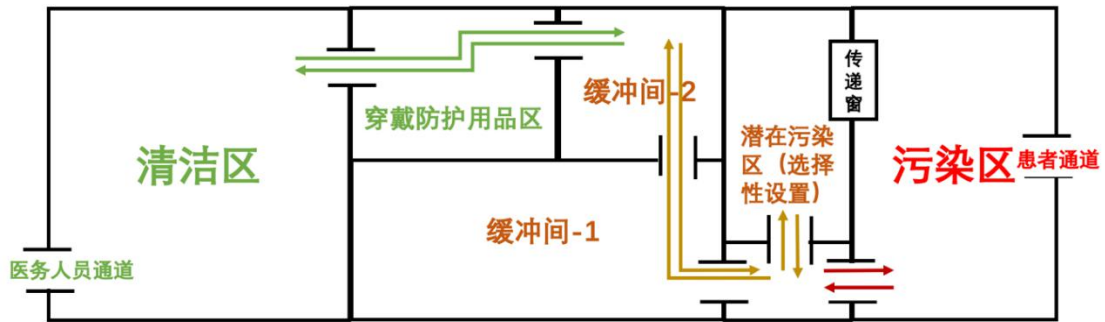 清洁区
医务人员通道
穿戴防护用品区
缓冲间-2
缓冲间-1
潜在污染
区（选择
性设置）
传
递
窗
污染区
患者通道